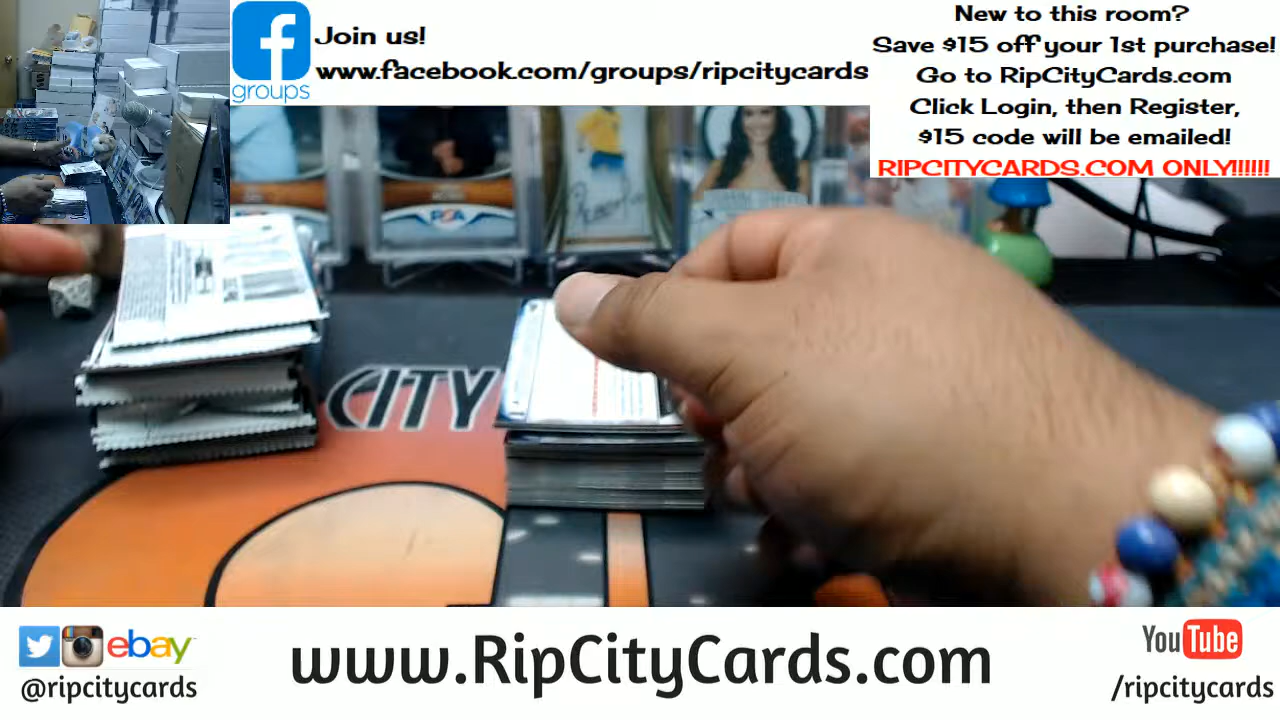 Join us!
www.facebook.com/groups/ripcitycards
groups
New to this room?
Save $15 off your 1st purchase!
Go to RipCityCards.com
Click Login, then Register,
$15 code will be emailed!
RIPCITYCARDS.COM ONLY!!!!!!
PSA
CITY
ebay
@ripcitycards
www.RipCityCards.com
YouTube
/ripcitycards